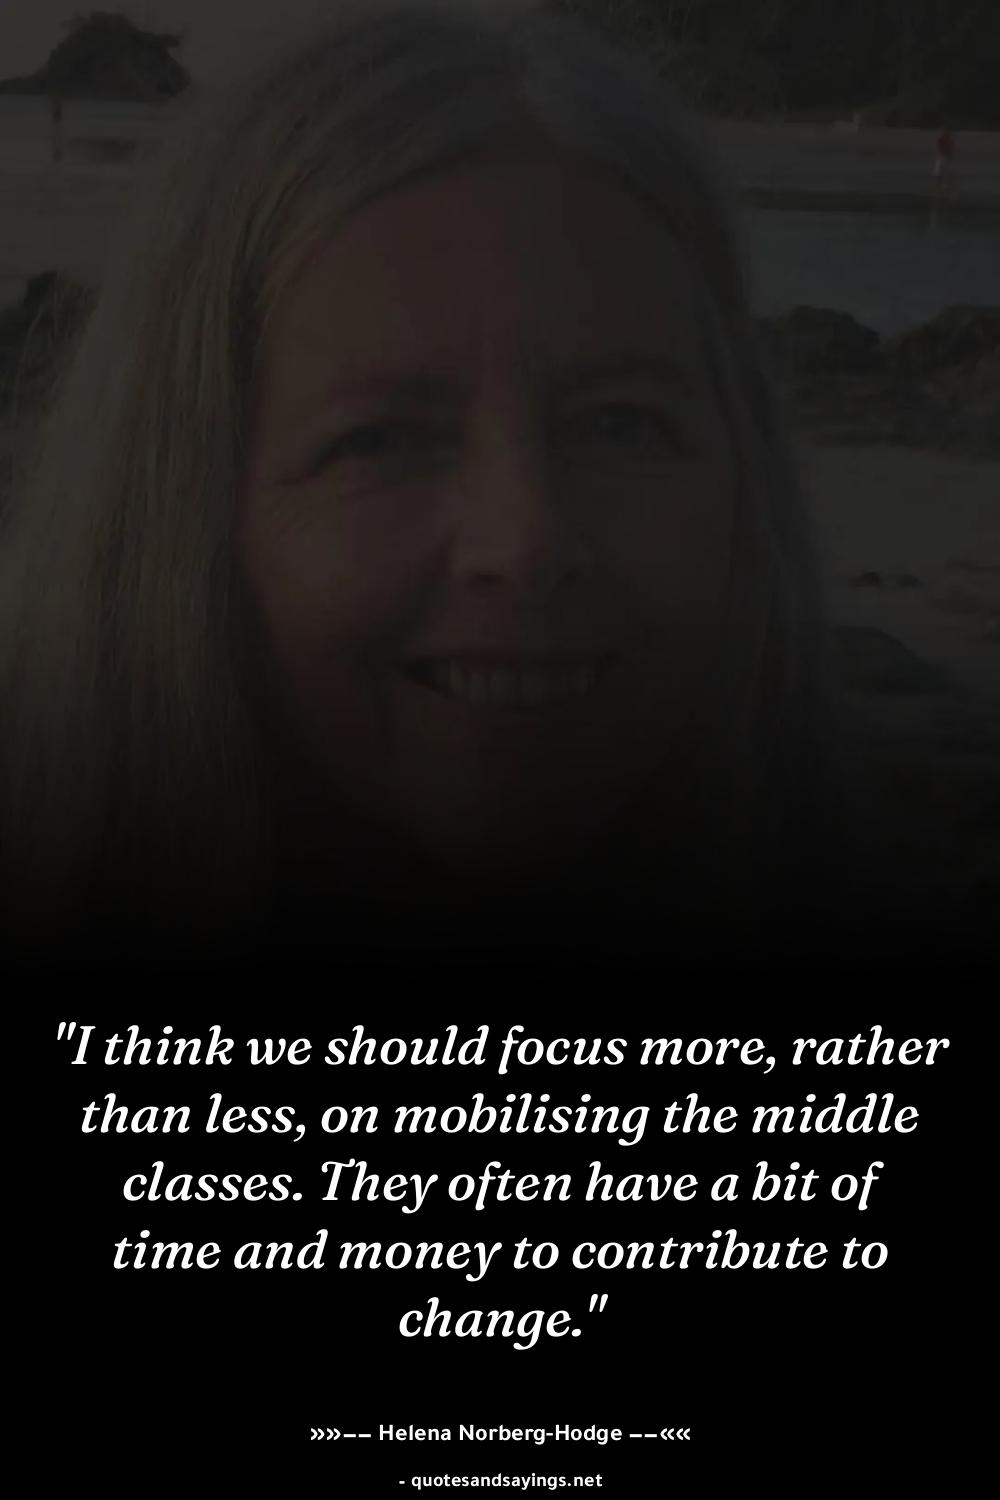 "I think we should focus more, rather
than less, on mobilising the middle
classes. They often have a bit of
time and money to contribute to
change."
»»−− Helena Norberg-Hodge −−««
- quotesandsayings.net